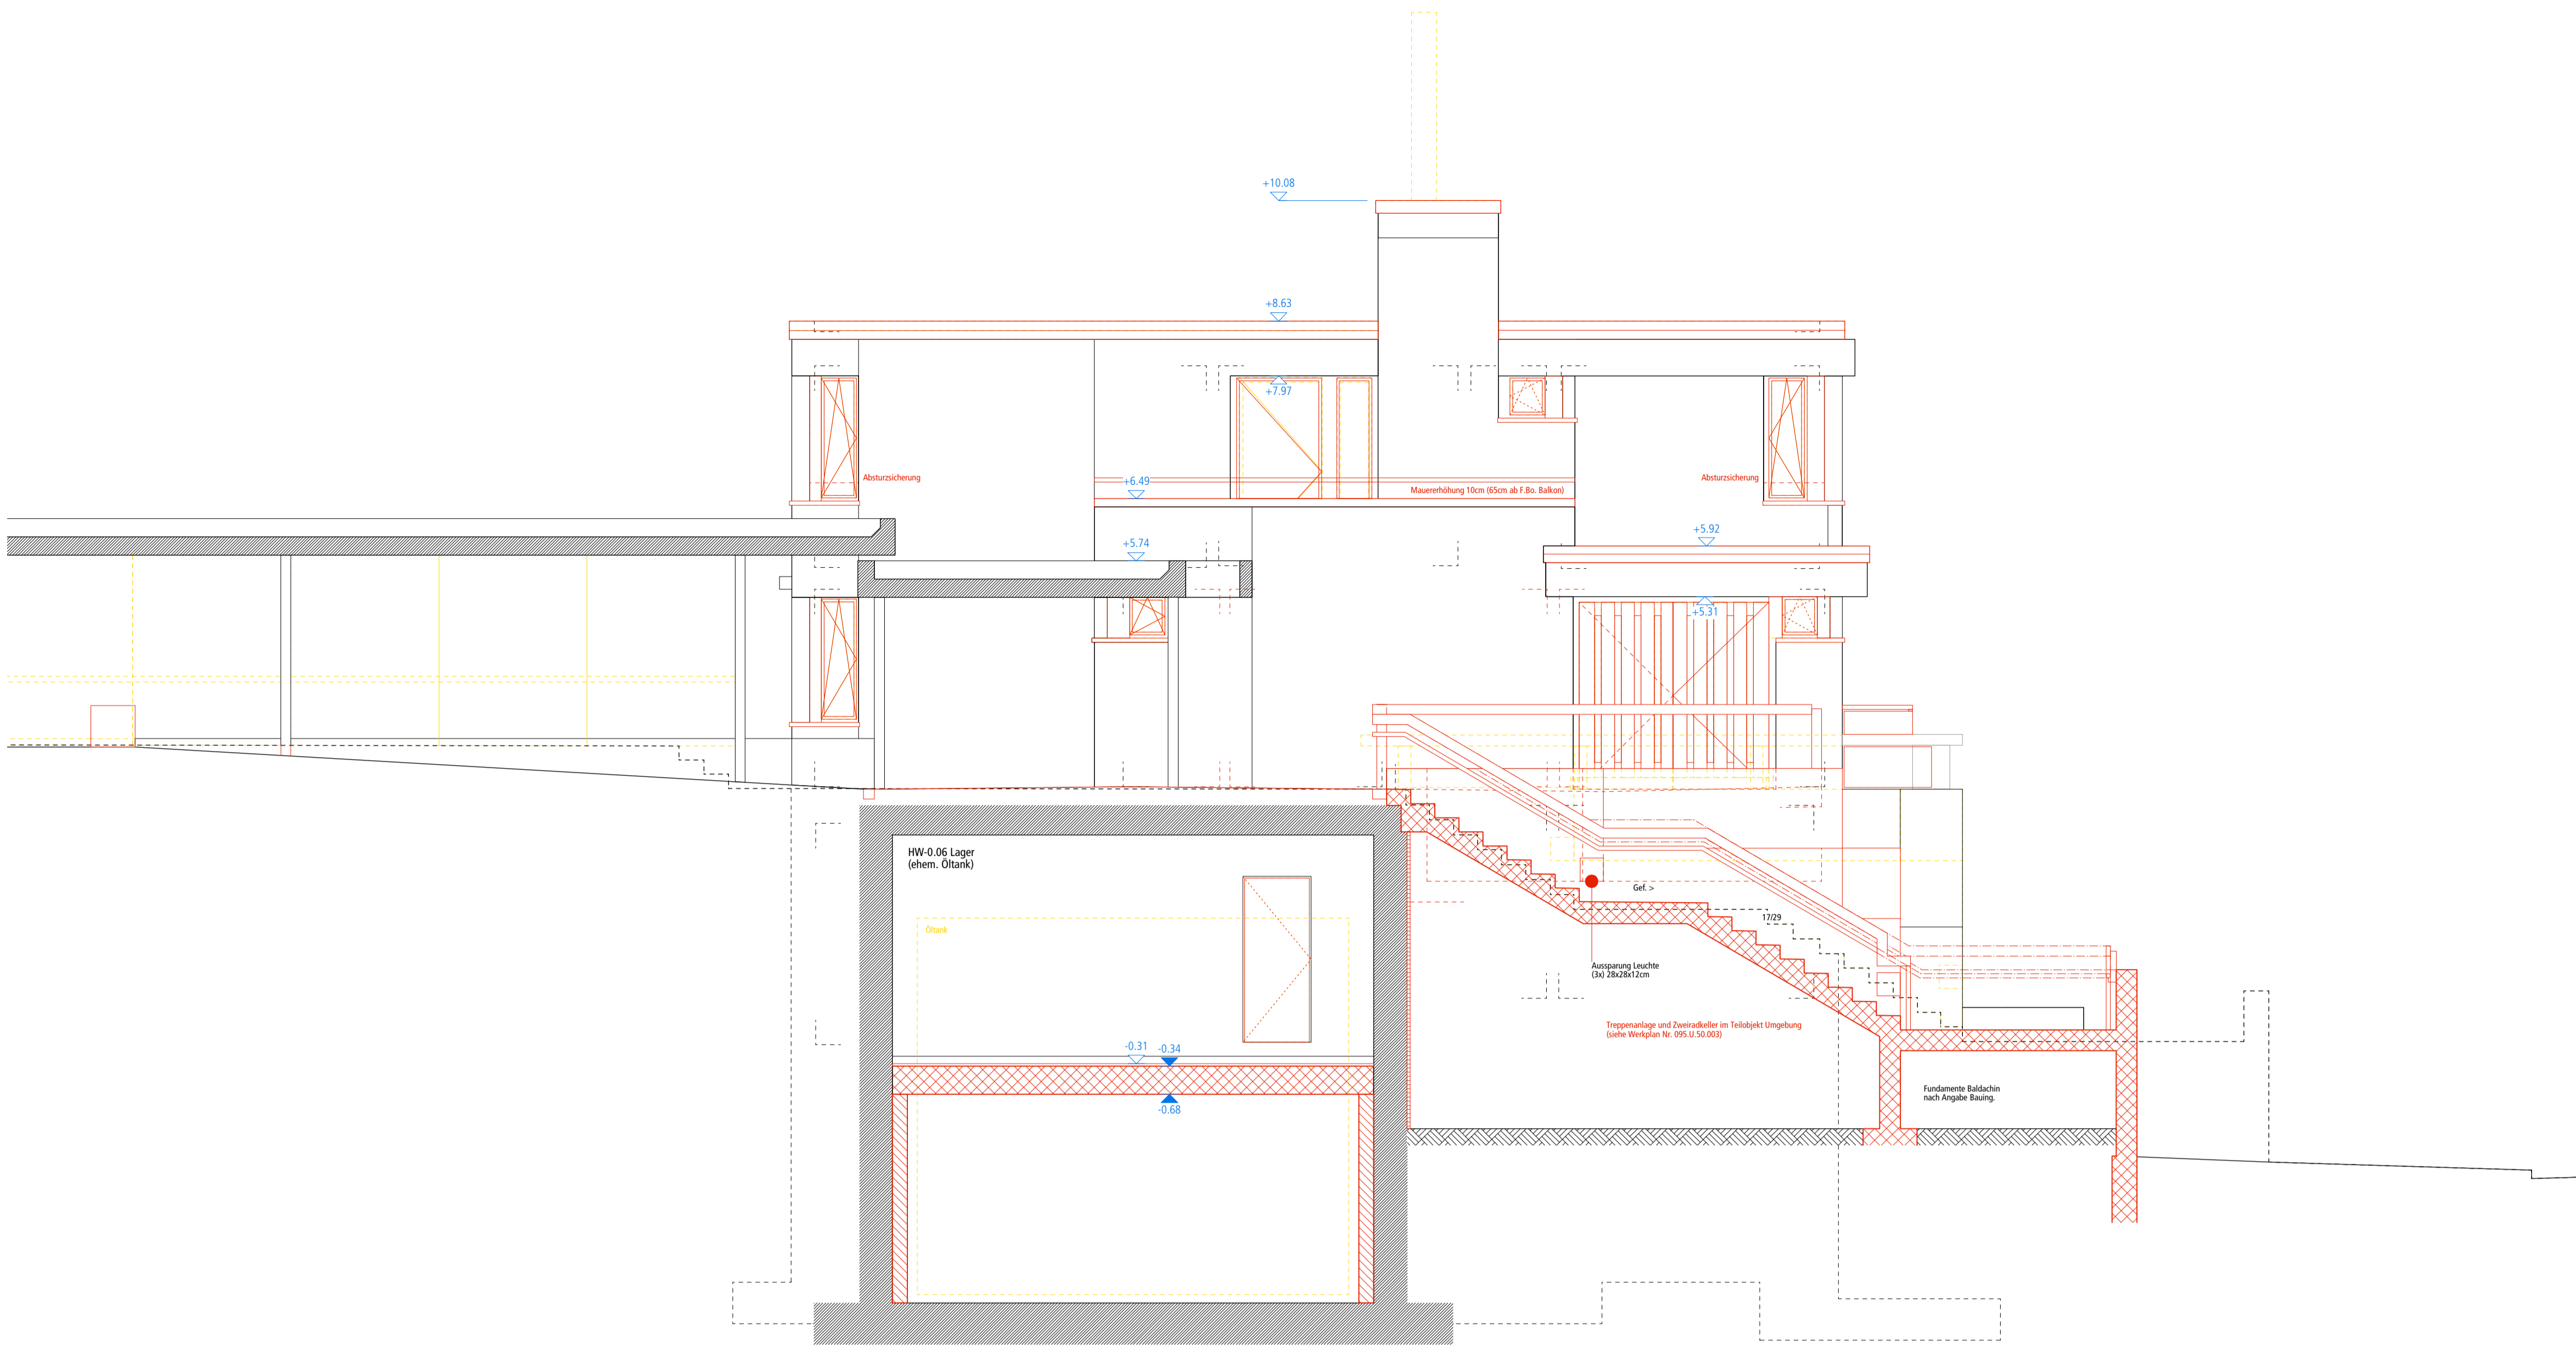 +10.08
+8.63
+7.97
Absturzsicherung
+6.49
Mauererhöhung 10cm (65cm ab F.Bo. Balkon)
Absturzsicherung
+5.74
+5.92
+5.31
HW-0.06 Lager
(ehem. Öltank)
Öltank
Gef. >
17/29
Aussparung Leuchte
(3x) 28x28x12cm
Treppenanlage und Zweiradkeller im Teilobjekt Umgebung
(siehe Werkplan Nr. 095.U.50.003)
-0.31
-0.34
-0.68
Fundamente Baldachin
nach Angabe Bauing.